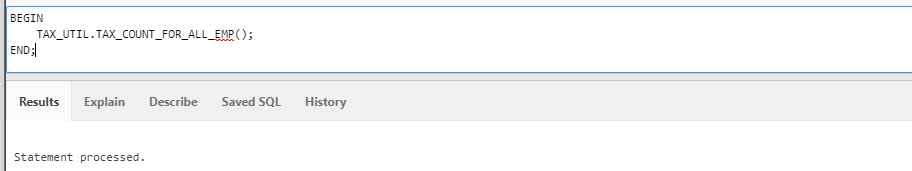 BEGIN
TAX_UTIL.TAX_COUNT_FOR_ALL_EMP();
END;
Results Explain Describe Saved SQL History
Statement processed.